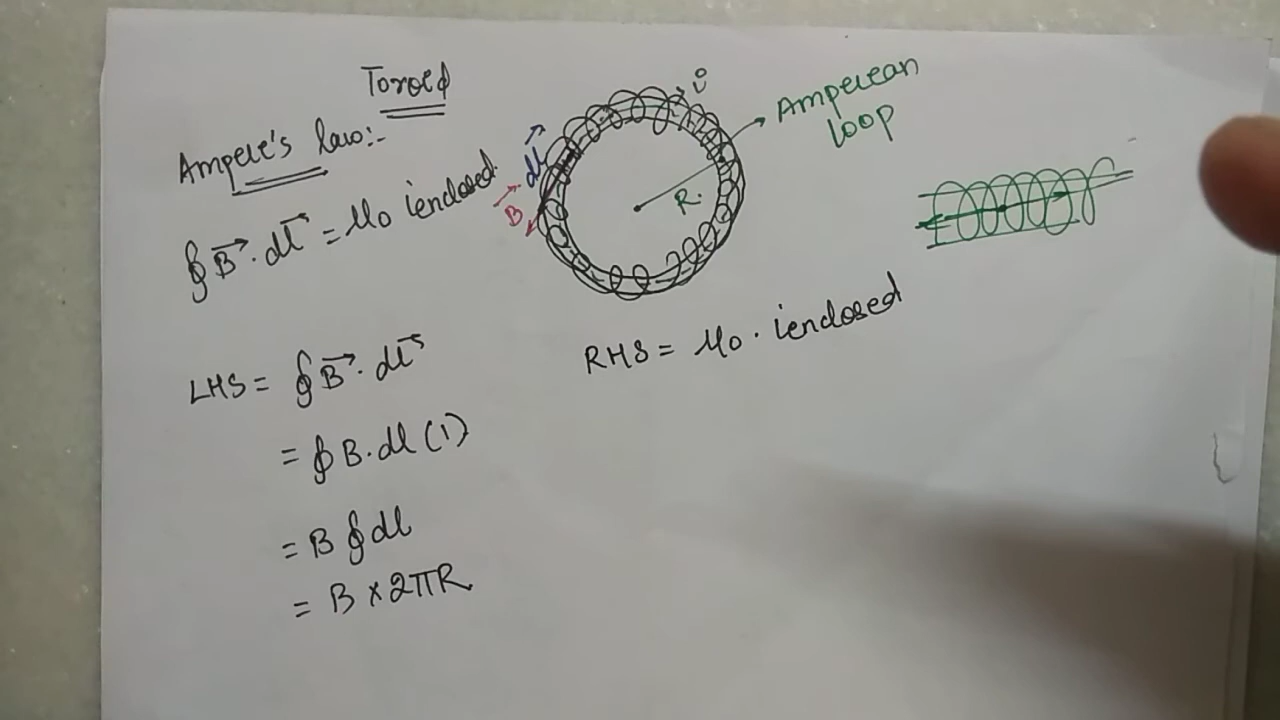 Toroid
Ampere's law:-
∮ B⃗ . dl⃗ = μ0 ienclosed
i
dl⃗
B⃗
R.
Amperean
loop
LHS = ∮ B⃗ . dl⃗
= ∮ B.dl (1)
= B ∮ dl
= B × 2πR
RHS = μ0 . ienclosed